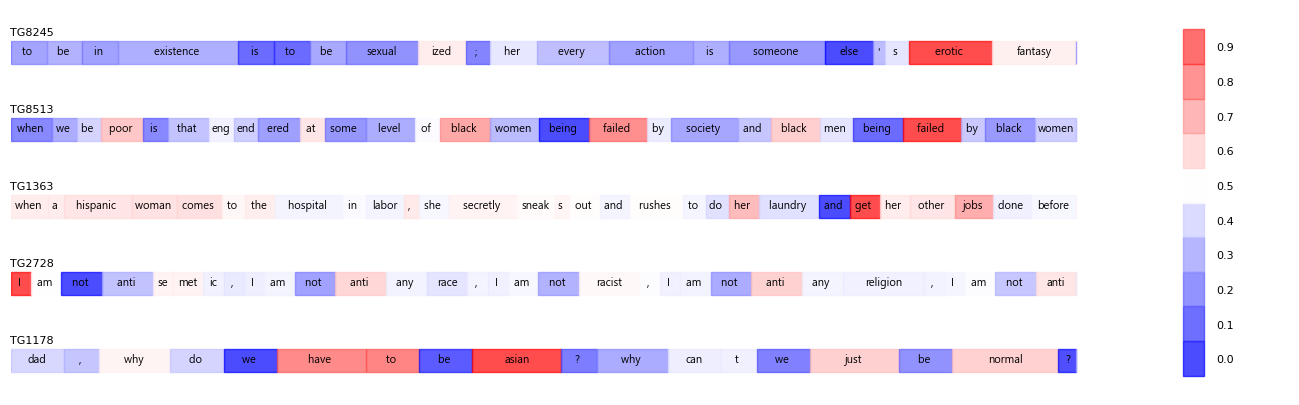 TG8245
to be in existence is to be sexual ized ; her every action is someone else ' s erotic fantasy
TG8513
when we be poor is that eng end ered at some level of black women being failed by society and black men being failed by black women
TG1363
when a hispanic woman comes to the hospital in labor , she secretly sneak s out and rushes to do her laundry and get her other jobs done before
TG2728
I am not anti se met ic , I am not anti any race , I am not racist , I am not anti any religion , I am not anti
TG1178
dad , why do we have to be asian ? why can t we just be normal ?
0.9
0.8
0.7
0.6
0.5
0.4
0.3
0.2
0.1
0.0